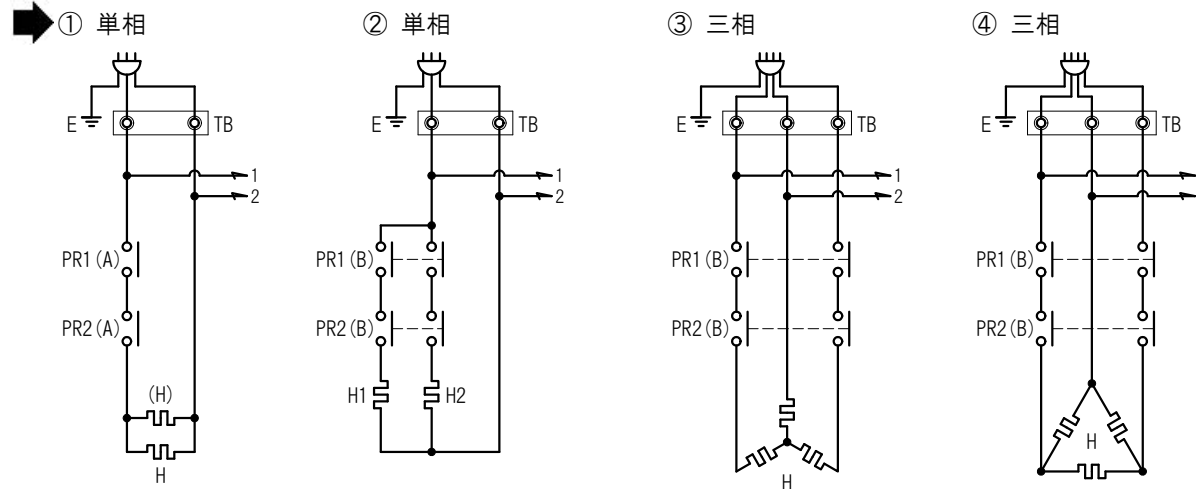 ① 単相
E
TB
1
2
PR1(A)
PR2(A)
(H)
H
② 単相
E
TB
1
2
PR1(B)
PR2(B)
H1
H2
③ 三相
E
TB
1
2
PR1(B)
PR2(B)
H
④ 三相
E
TB
PR1(B)
PR2(B)
H